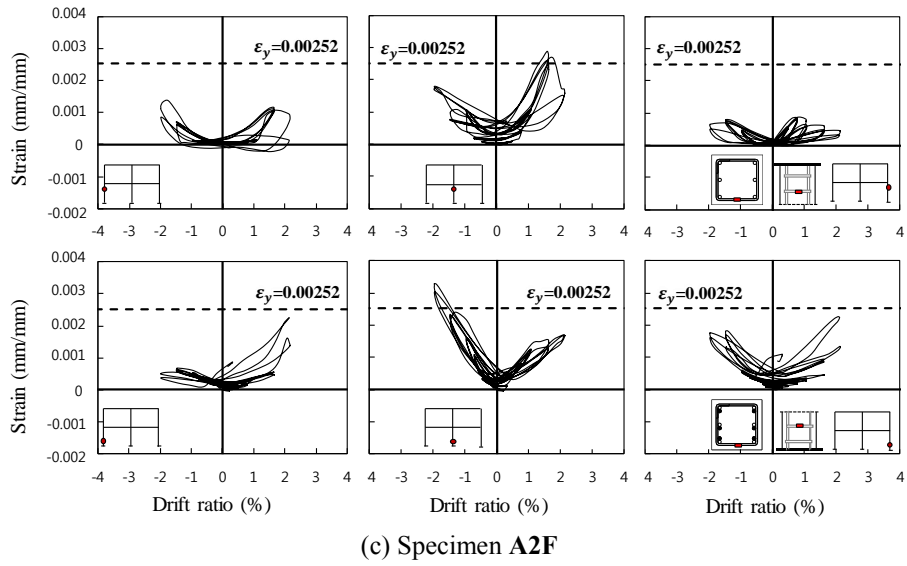 Strain (mm/mm)
0.004
0.003
0.002
0.001
0
-0.001
-0.002
εy=0.00252
εy=0.00252
εy=0.00252
-4 -3 -2 -1 0 1 2 3 4
-4 -3 -2 -1 0 1 2 3 4
-4 -3 -2 -1 0 1 2 3 4
Strain (mm/mm)
0.004
0.003
0.002
0.001
0
-0.001
-0.002
εy=0.00252
εy=0.00252
εy=0.00252
-4 -3 -2 -1 0 1 2 3 4
-4 -3 -2 -1 0 1 2 3 4
-4 -3 -2 -1 0 1 2 3 4
Drift ratio (%)
Drift ratio (%)
Drift ratio (%)
(c) Specimen A2F